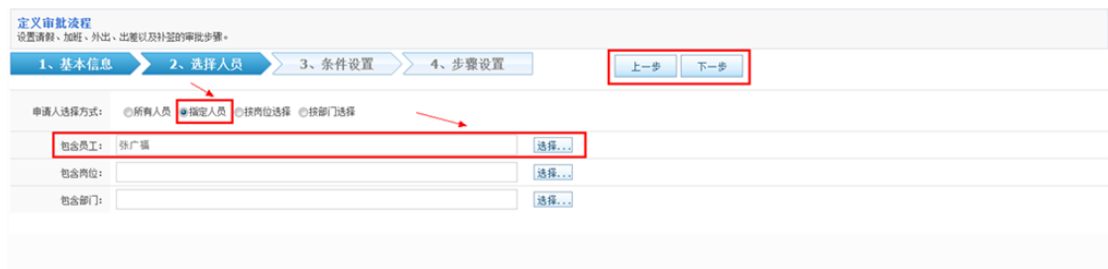 定义审批流程
设置请假、加班、外出、出差以及补签的审批步骤。
1、基本信息 2、选择人员 3、条件设置 4、步骤设置 上一步 下一步
申请人选择方式: 所有人员 指定人员 按岗位选择 按部门选择
包含员工: 张广福 选择...
包含岗位: 选择...
包含部门: 选择...